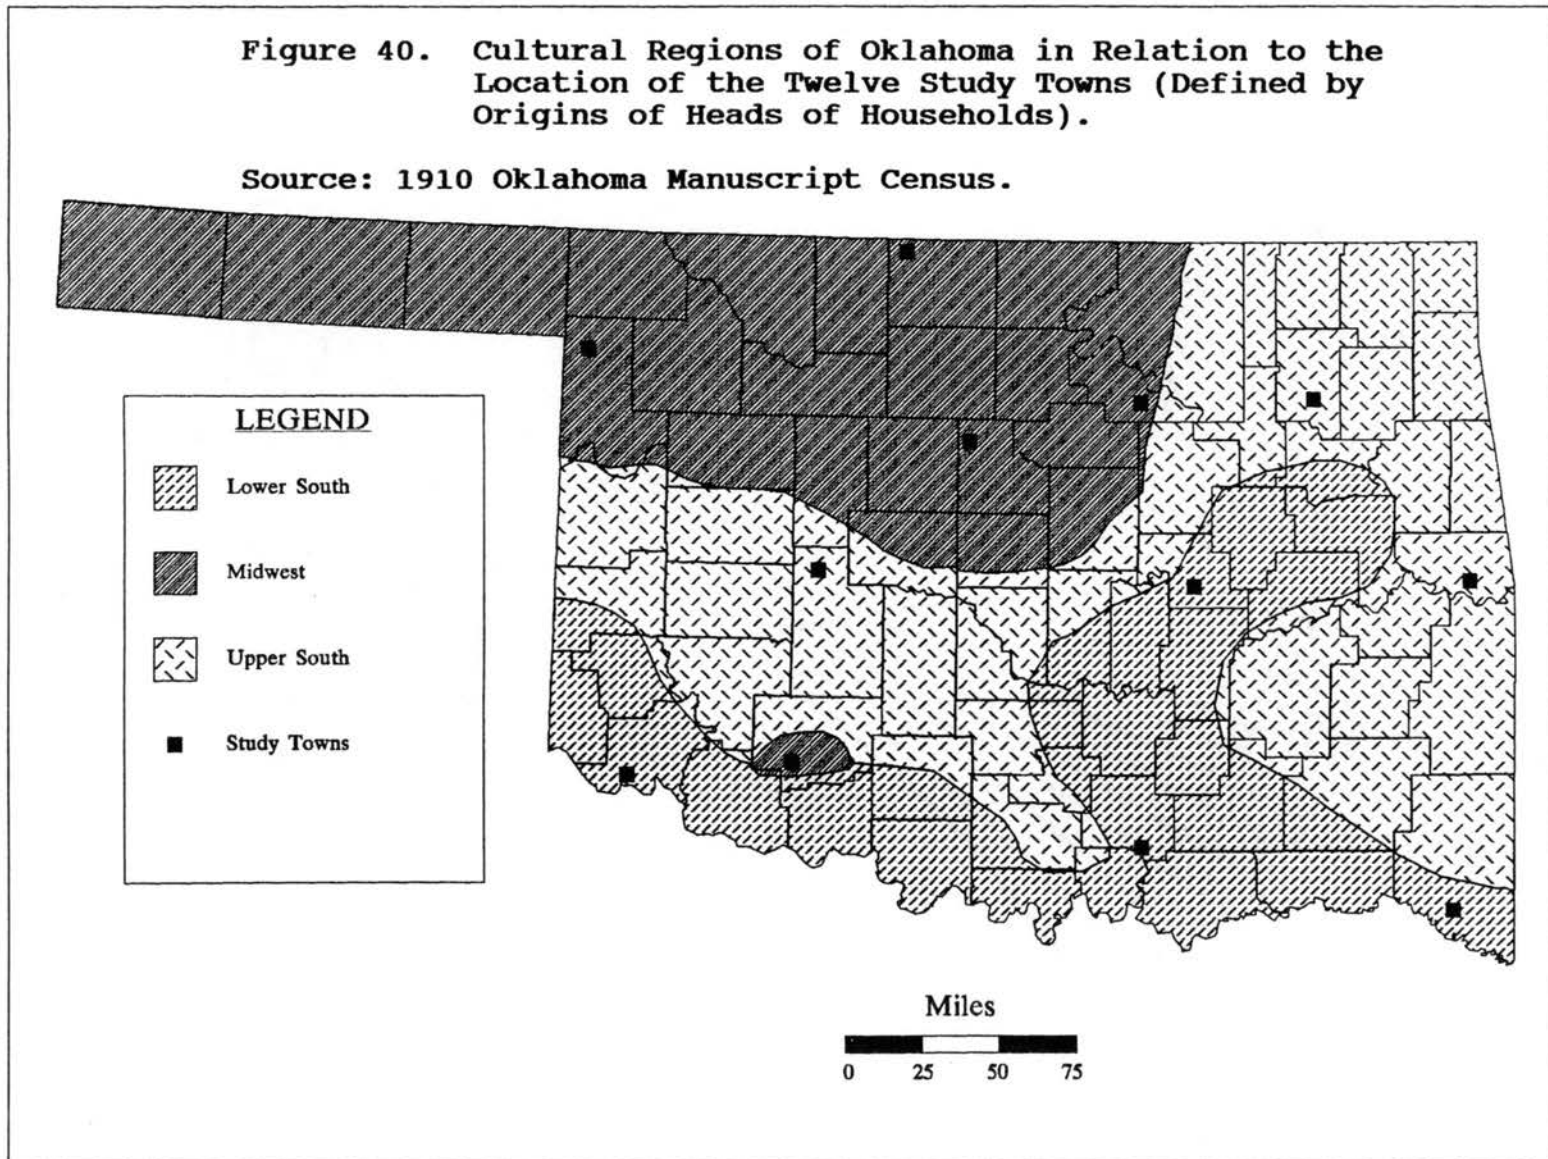 Figure 40. Cultural Regions of Oklahoma in Relation to the
Location of the Twelve Study Towns (Defined by
Origins of Heads of Households).
Source: 1910 Oklahoma Manuscript Census.
LEGEND
Lower South
Midwest
Upper South
Study Towns
Miles
0 25 50 75